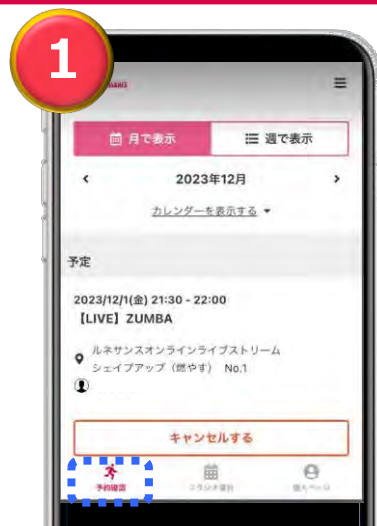 1
月で表示
週で表示
2023年12月
カレンダーを表示する
予定
2023/12/1(金) 21:30 - 22:00
【LIVE】ZUMBA
ルネサンスオンラインライブストリーム
シェイプアップ（燃やす） No.1
キャンセルする
予約確認